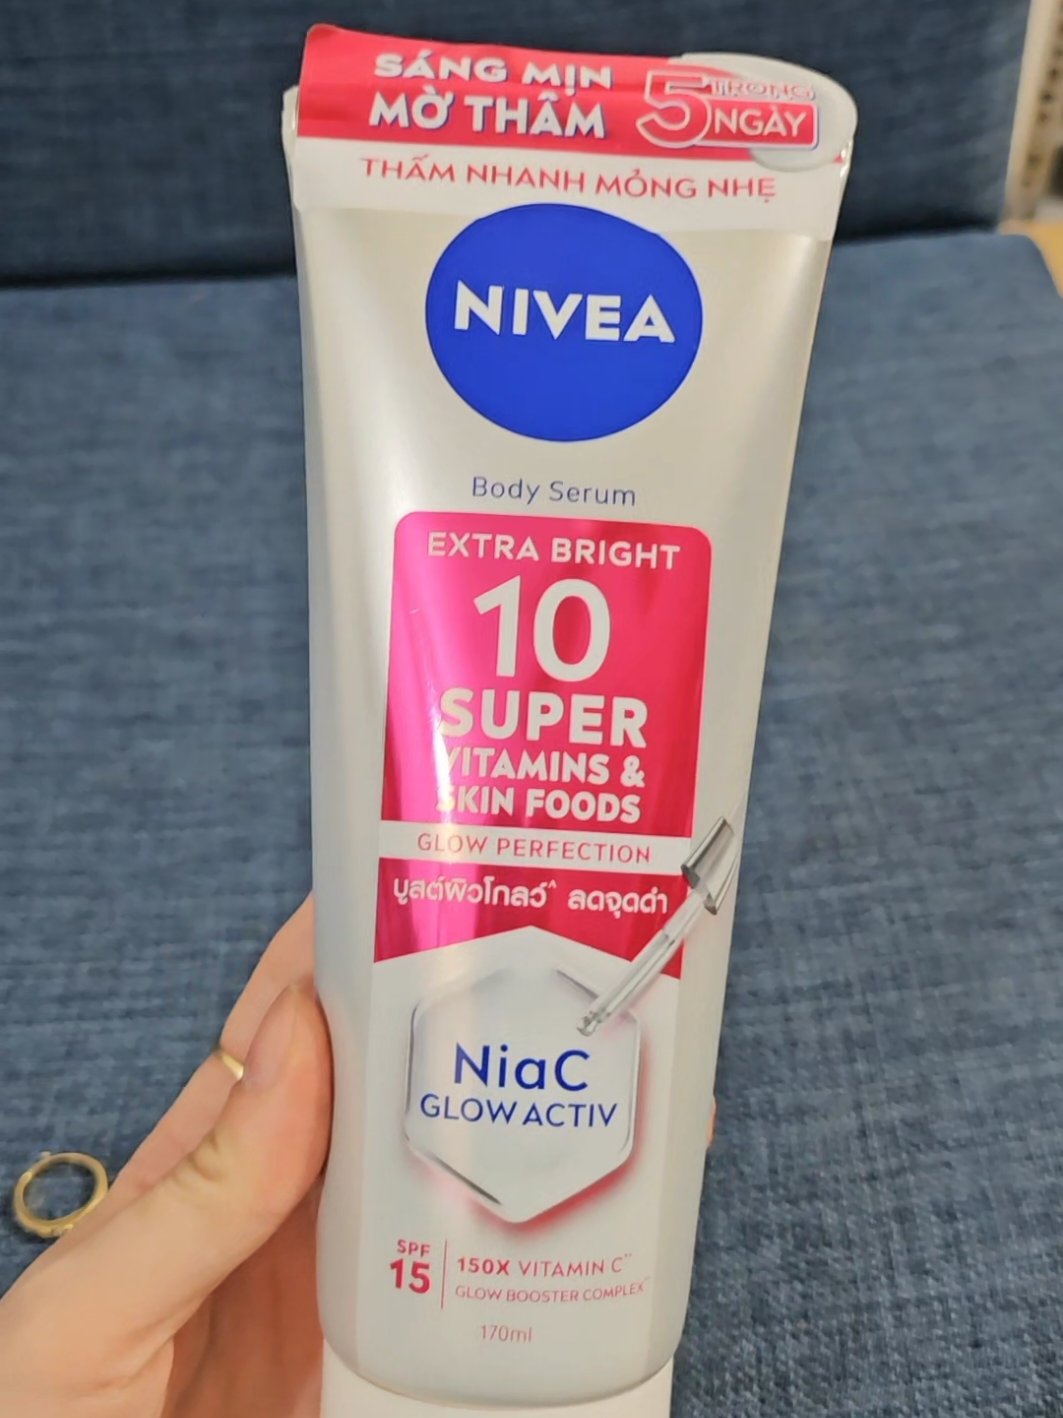 SÁNG MỊN
MỜ THÂM
5 TRONG
NGÀY
THẤM NHANH MỎNG NHẸ
NIVEA
Body Serum
EXTRA BRIGHT
10
SUPER
VITAMINS &
SKIN FOODS
GLOW PERFECTION
บูสต์ผิวโกลว์^ ลดจุดดำ
NiaC
GLOW ACTIV
SPF
15
150X VITAMIN C**
GLOW BOOSTER COMPLEX
170ml